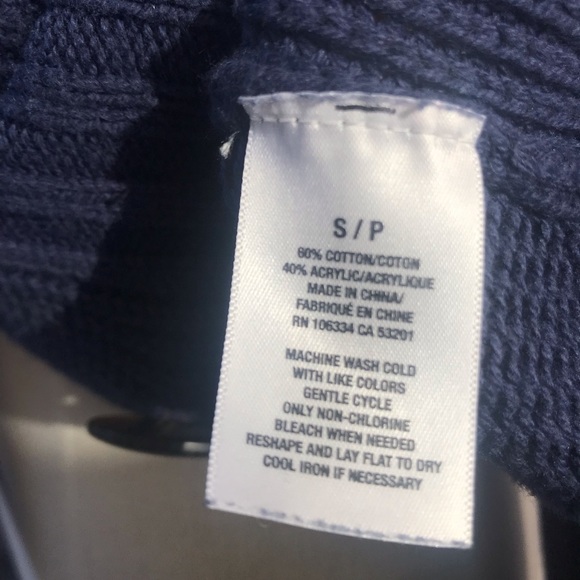 S / P
60% COTTON/COTON
40% ACRYLIC/ACRYLIQUE
MADE IN CHINA/
FABRIQUÉ EN CHINE
RN 106334 CA 53201
MACHINE WASH COLD
WITH LIKE COLORS
GENTLE CYCLE
ONLY NON-CHLORINE
BLEACH WHEN NEEDED
RESHAPE AND LAY FLAT TO DRY
COOL IRON IF NECESSARY